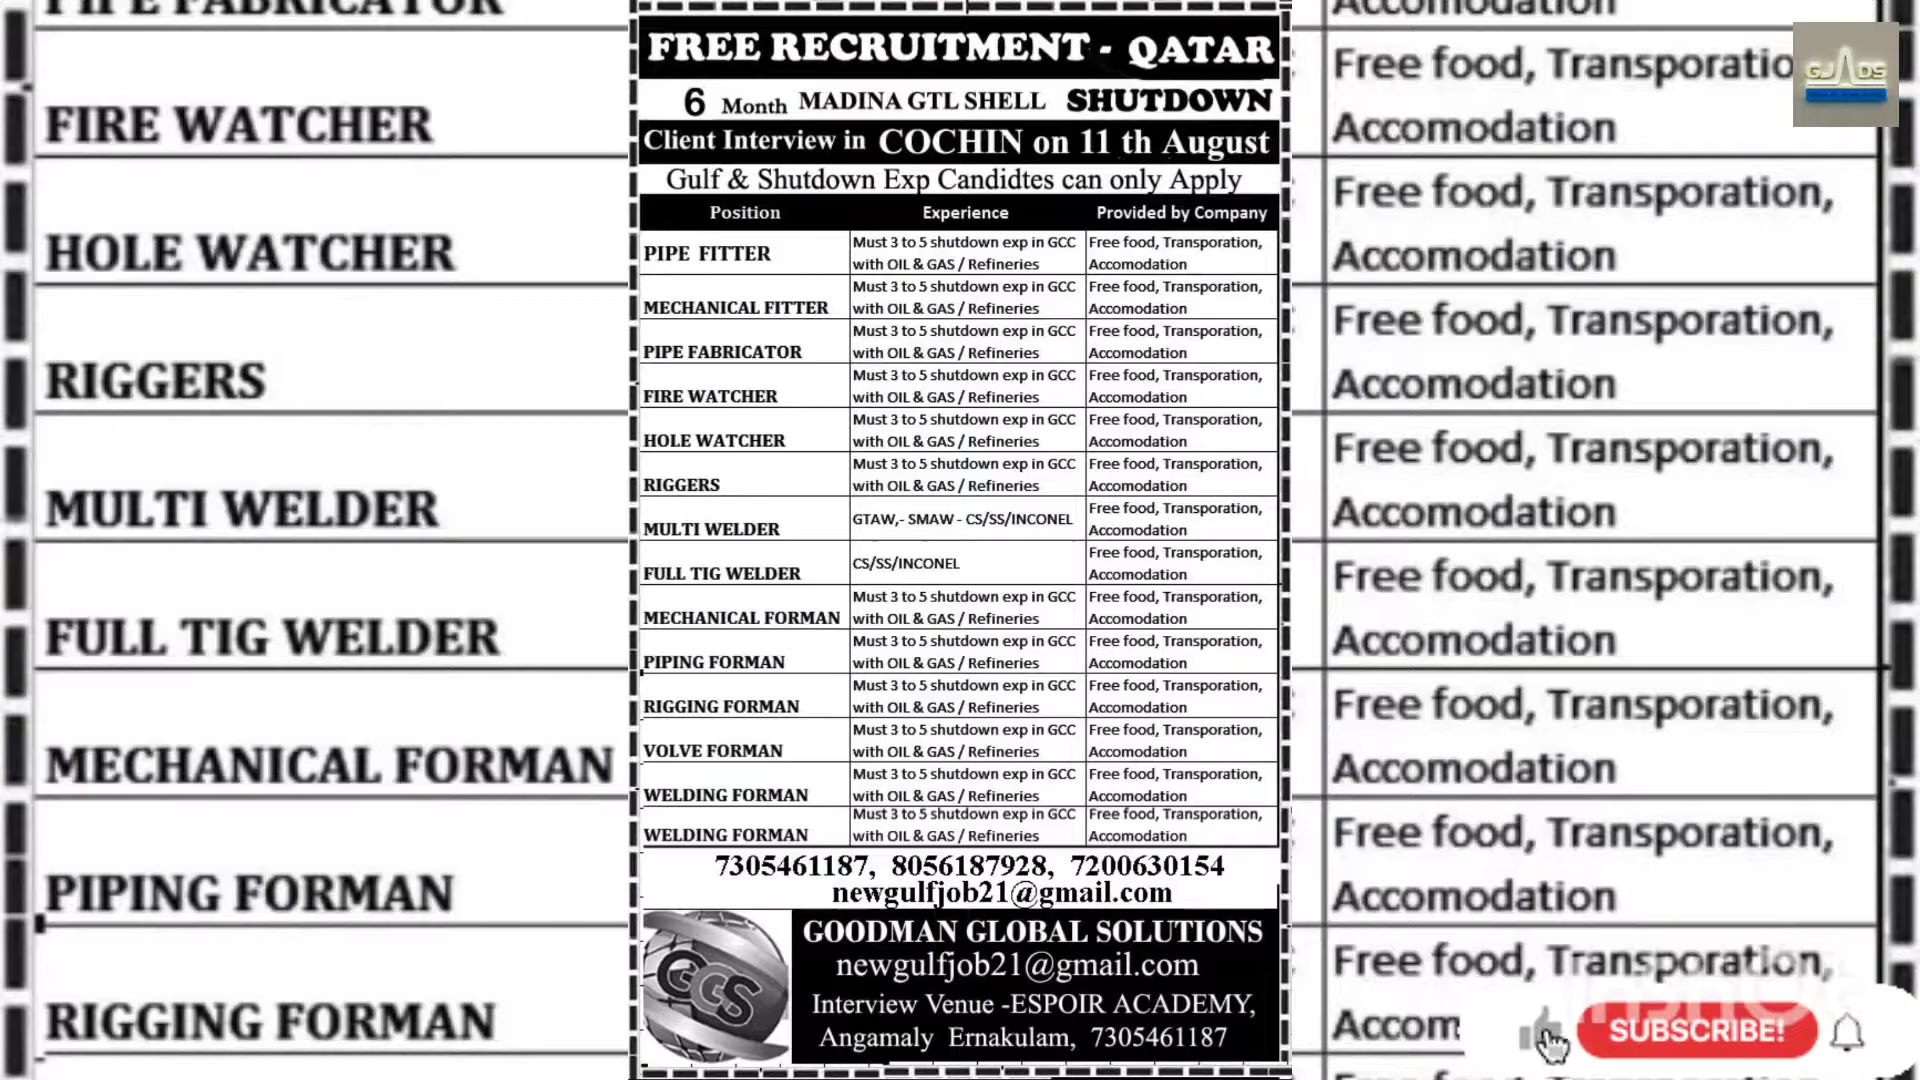 FREE RECRUITMENT - QATAR
6 Month MADINA GTL SHELL SHUTDOWN
Client Interview in COCHIN on 11 th August
Gulf & Shutdown Exp Candidtes can only Apply
Position Experience Provided by Company
PIPE FITTER Must 3 to 5 shutdown exp in GCC with OIL & GAS / Refineries Free food, Transporation, Accomodation
MECHANICAL FITTER Must 3 to 5 shutdown exp in GCC with OIL & GAS / Refineries Free food, Transporation, Accomodation
PIPE FABRICATOR Must 3 to 5 shutdown exp in GCC with OIL & GAS / Refineries Free food, Transporation, Accomodation
FIRE WATCHER Must 3 to 5 shutdown exp in GCC with OIL & GAS / Refineries Free food, Transporation, Accomodation
HOLE WATCHER Must 3 to 5 shutdown exp in GCC with OIL & GAS / Refineries Free food, Transporation, Accomodation
RIGGERS Must 3 to 5 shutdown exp in GCC with OIL & GAS / Refineries Free food, Transporation, Accomodation
MULTI WELDER GTAW,- SMAW - CS/SS/INCONEL Free food, Transporation, Accomodation
FULL TIG WELDER CS/SS/INCONEL Free food, Transporation, Accomodation
MECHANICAL FORMAN Must 3 to 5 shutdown exp in GCC with OIL & GAS / Refineries Free food, Transporation, Accomodation
PIPING FORMAN Must 3 to 5 shutdown exp in GCC with OIL & GAS / Refineries Free food, Transporation, Accomodation
RIGGING FORMAN Must 3 to 5 shutdown exp in GCC with OIL & GAS / Refineries Free food, Transporation, Accomodation
VOLVE FORMAN Must 3 to 5 shutdown exp in GCC with OIL & GAS / Refineries Free food, Transporation, Accomodation
WELDING FORMAN Must 3 to 5 shutdown exp in GCC with OIL & GAS / Refineries Free food, Transporation, Accomodation
WELDING FORMAN Must 3 to 5 shutdown exp in GCC with OIL & GAS / Refineries Free food, Transporation, Accomodation
7305461187, 8056187928, 7200630154
newgulfjob21@gmail.com
GGS
GOODMAN GLOBAL SOLUTIONS
newgulfjob21@gmail.com
Interview Venue -ESPOIR ACADEMY,
Angamaly Ernakulam, 7305461187
PIPE FABRICATOR
FIRE WATCHER
HOLE WATCHER
RIGGERS
MULTI WELDER
FULL TIG WELDER
MECHANICAL FORMAN
PIPING FORMAN
RIGGING FORMAN
Accomodation
Free food, Transporatio
Accomodation
Free food, Transporation,
Accomodation
Free food, Transporation,
Accomodation
Free food, Transporation,
Accomodation
Free food, Transporation,
Accomodation
Free food, Transporation,
Accomodation
Free food, Transporation,
Accomodation
Free food, Transporation,
Accom
GJADS
SUBSCRIBE!